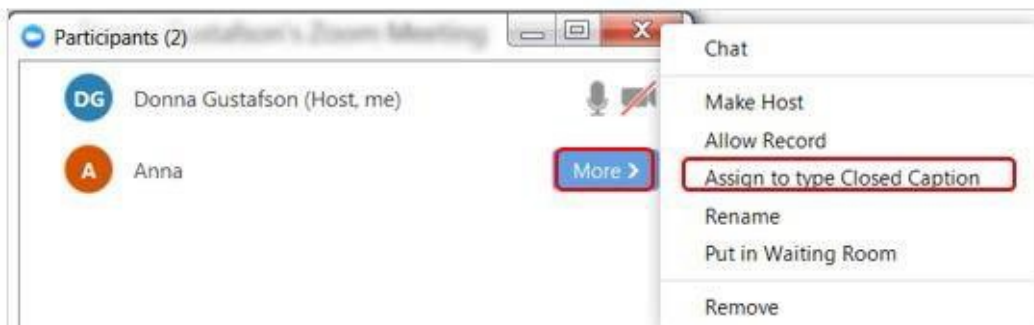 Participants (2)
DG Donna Gustafson (Host, me)
A Anna More >
Chat
Make Host
Allow Record
Assign to type Closed Caption
Rename
Put in Waiting Room
Remove